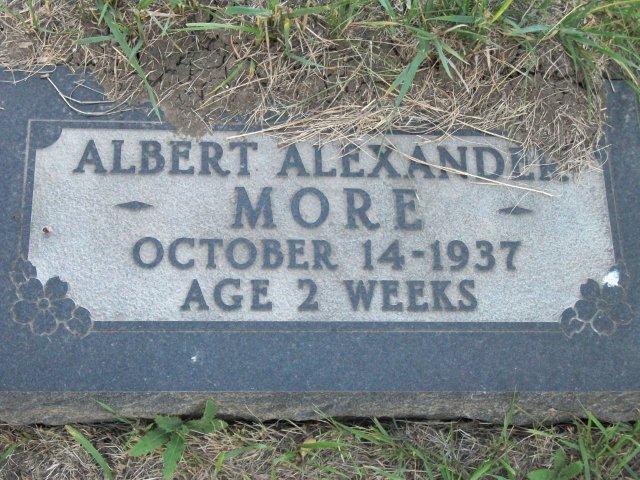 ALBERT ALEXANDER
MORE
OCTOBER 14-1937
AGE 2 WEEKS